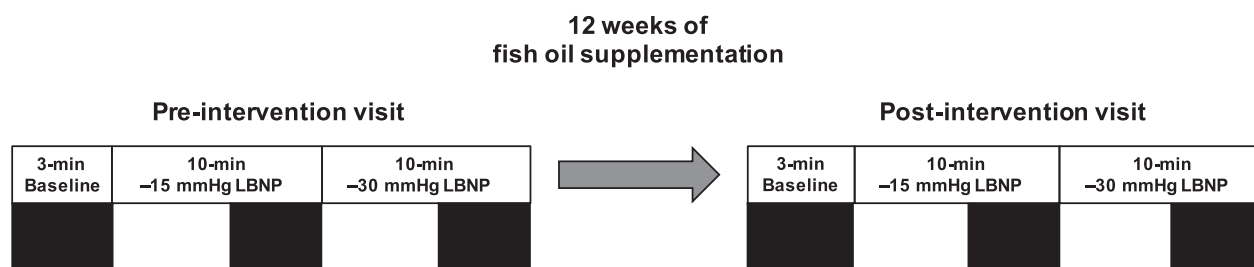 12 weeks of
fish oil supplementation
Pre-intervention visit
Post-intervention visit
3-min
Baseline
10-min
–15 mmHg LBNP
10-min
–30 mmHg LBNP
3-min
Baseline
10-min
–15 mmHg LBNP
10-min
–30 mmHg LBNP